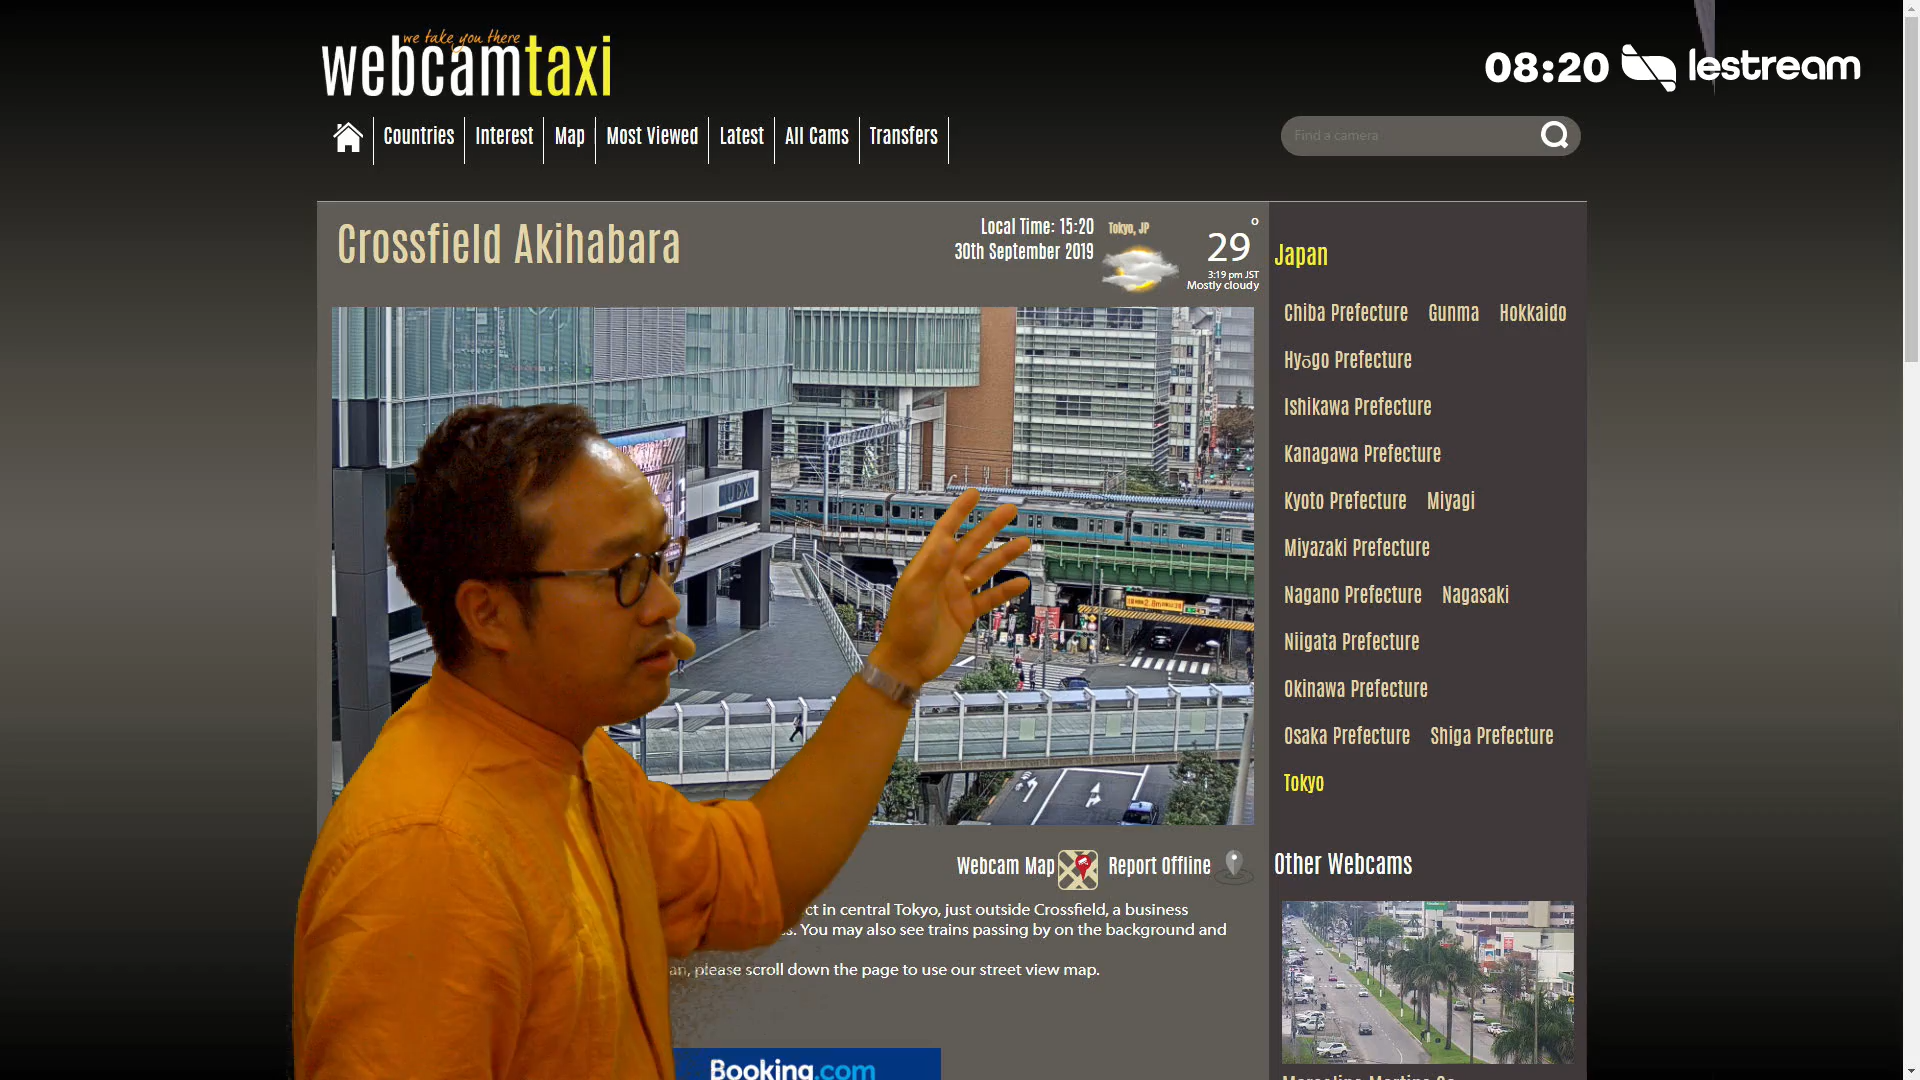 we take you there
webcamtaxi
08:20 lestream
Countries Interest Map Most Viewed Latest All Cams Transfers
Find a camera
Crossfield Akihabara
Local Time: 15:20
30th September 2019
Tokyo, JP
29°
3:19 pm JST
Mostly cloudy
UDX
2.8m
Webcam Map Report Offline
ct in central Tokyo, just outside Crossfield, a business
s. You may also see trains passing by on the background and
an, please scroll down the page to use our street view map.
Booking.com
Japan
Chiba Prefecture Gunma Hokkaido
Hyōgo Prefecture
Ishikawa Prefecture
Kanagawa Prefecture
Kyoto Prefecture Miyagi
Miyazaki Prefecture
Nagano Prefecture Nagasaki
Niigata Prefecture
Okinawa Prefecture
Osaka Prefecture Shiga Prefecture
Tokyo
Other Webcams